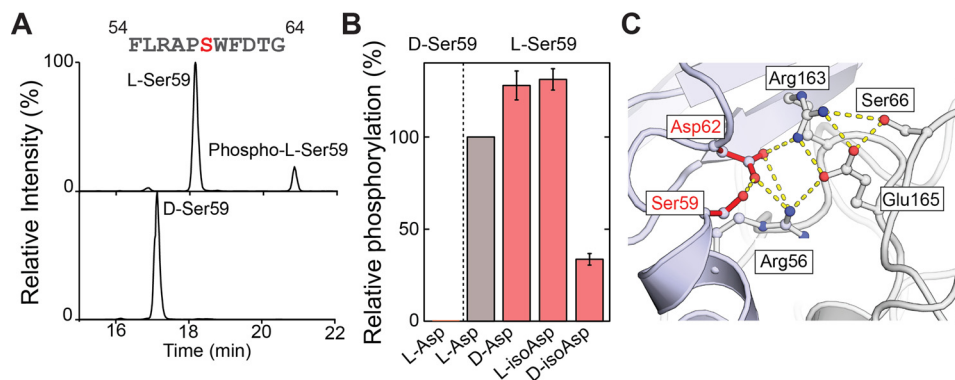 A
54 FLRAPSWFDTG 64
L-Ser59
Phospho-L-Ser59
100
0
D-Ser59
100
0
Relative Intensity (%)
16 18 20 22
Time (min)
B
D-Ser59 L-Ser59
Relative phosphorylation (%)
100
50
0
L-Asp
L-Asp
D-Asp
L-isoAsp
D-isoAsp
C
Arg163
Ser66
Asp62
Ser59
Glu165
Arg56